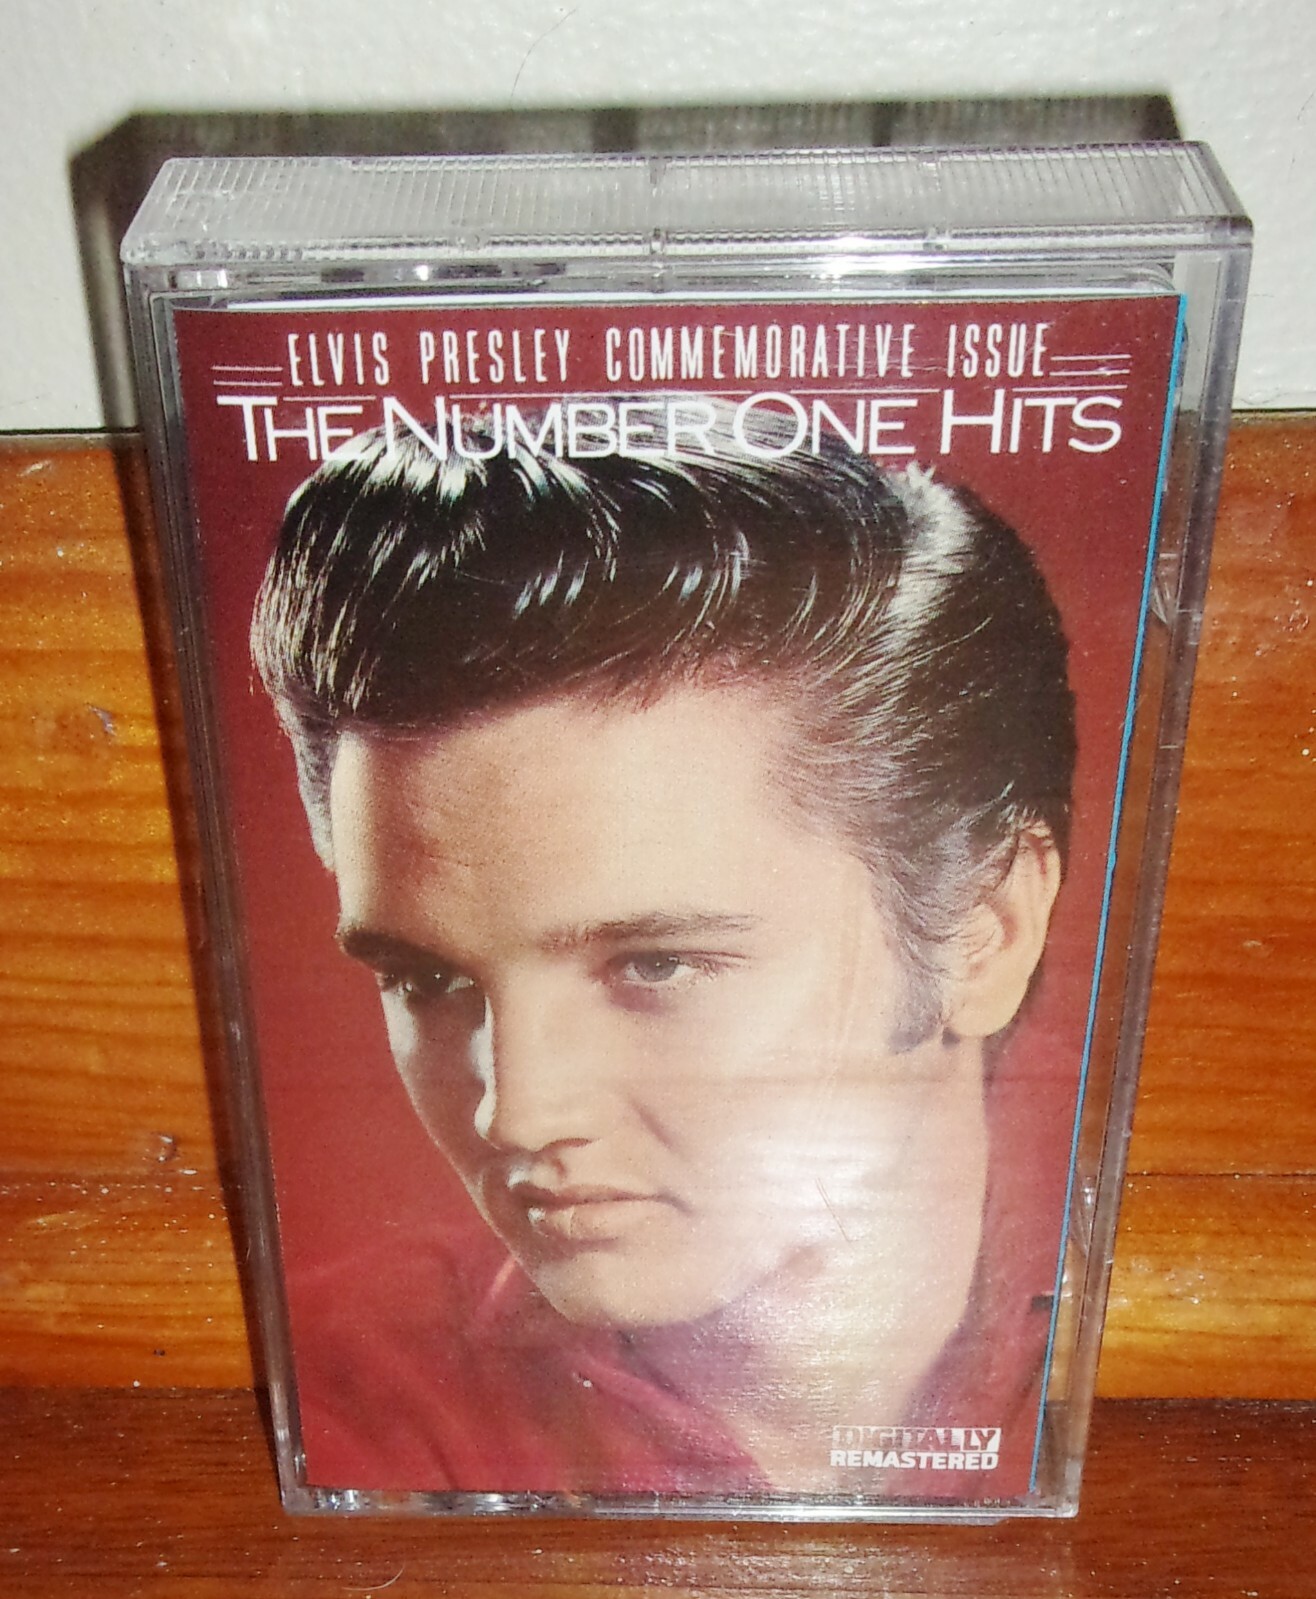 ELVIS PRESLEY COMMEMORATIVE ISSUE
THE NUMBER ONE HITS
DIGITALLY
REMASTERED